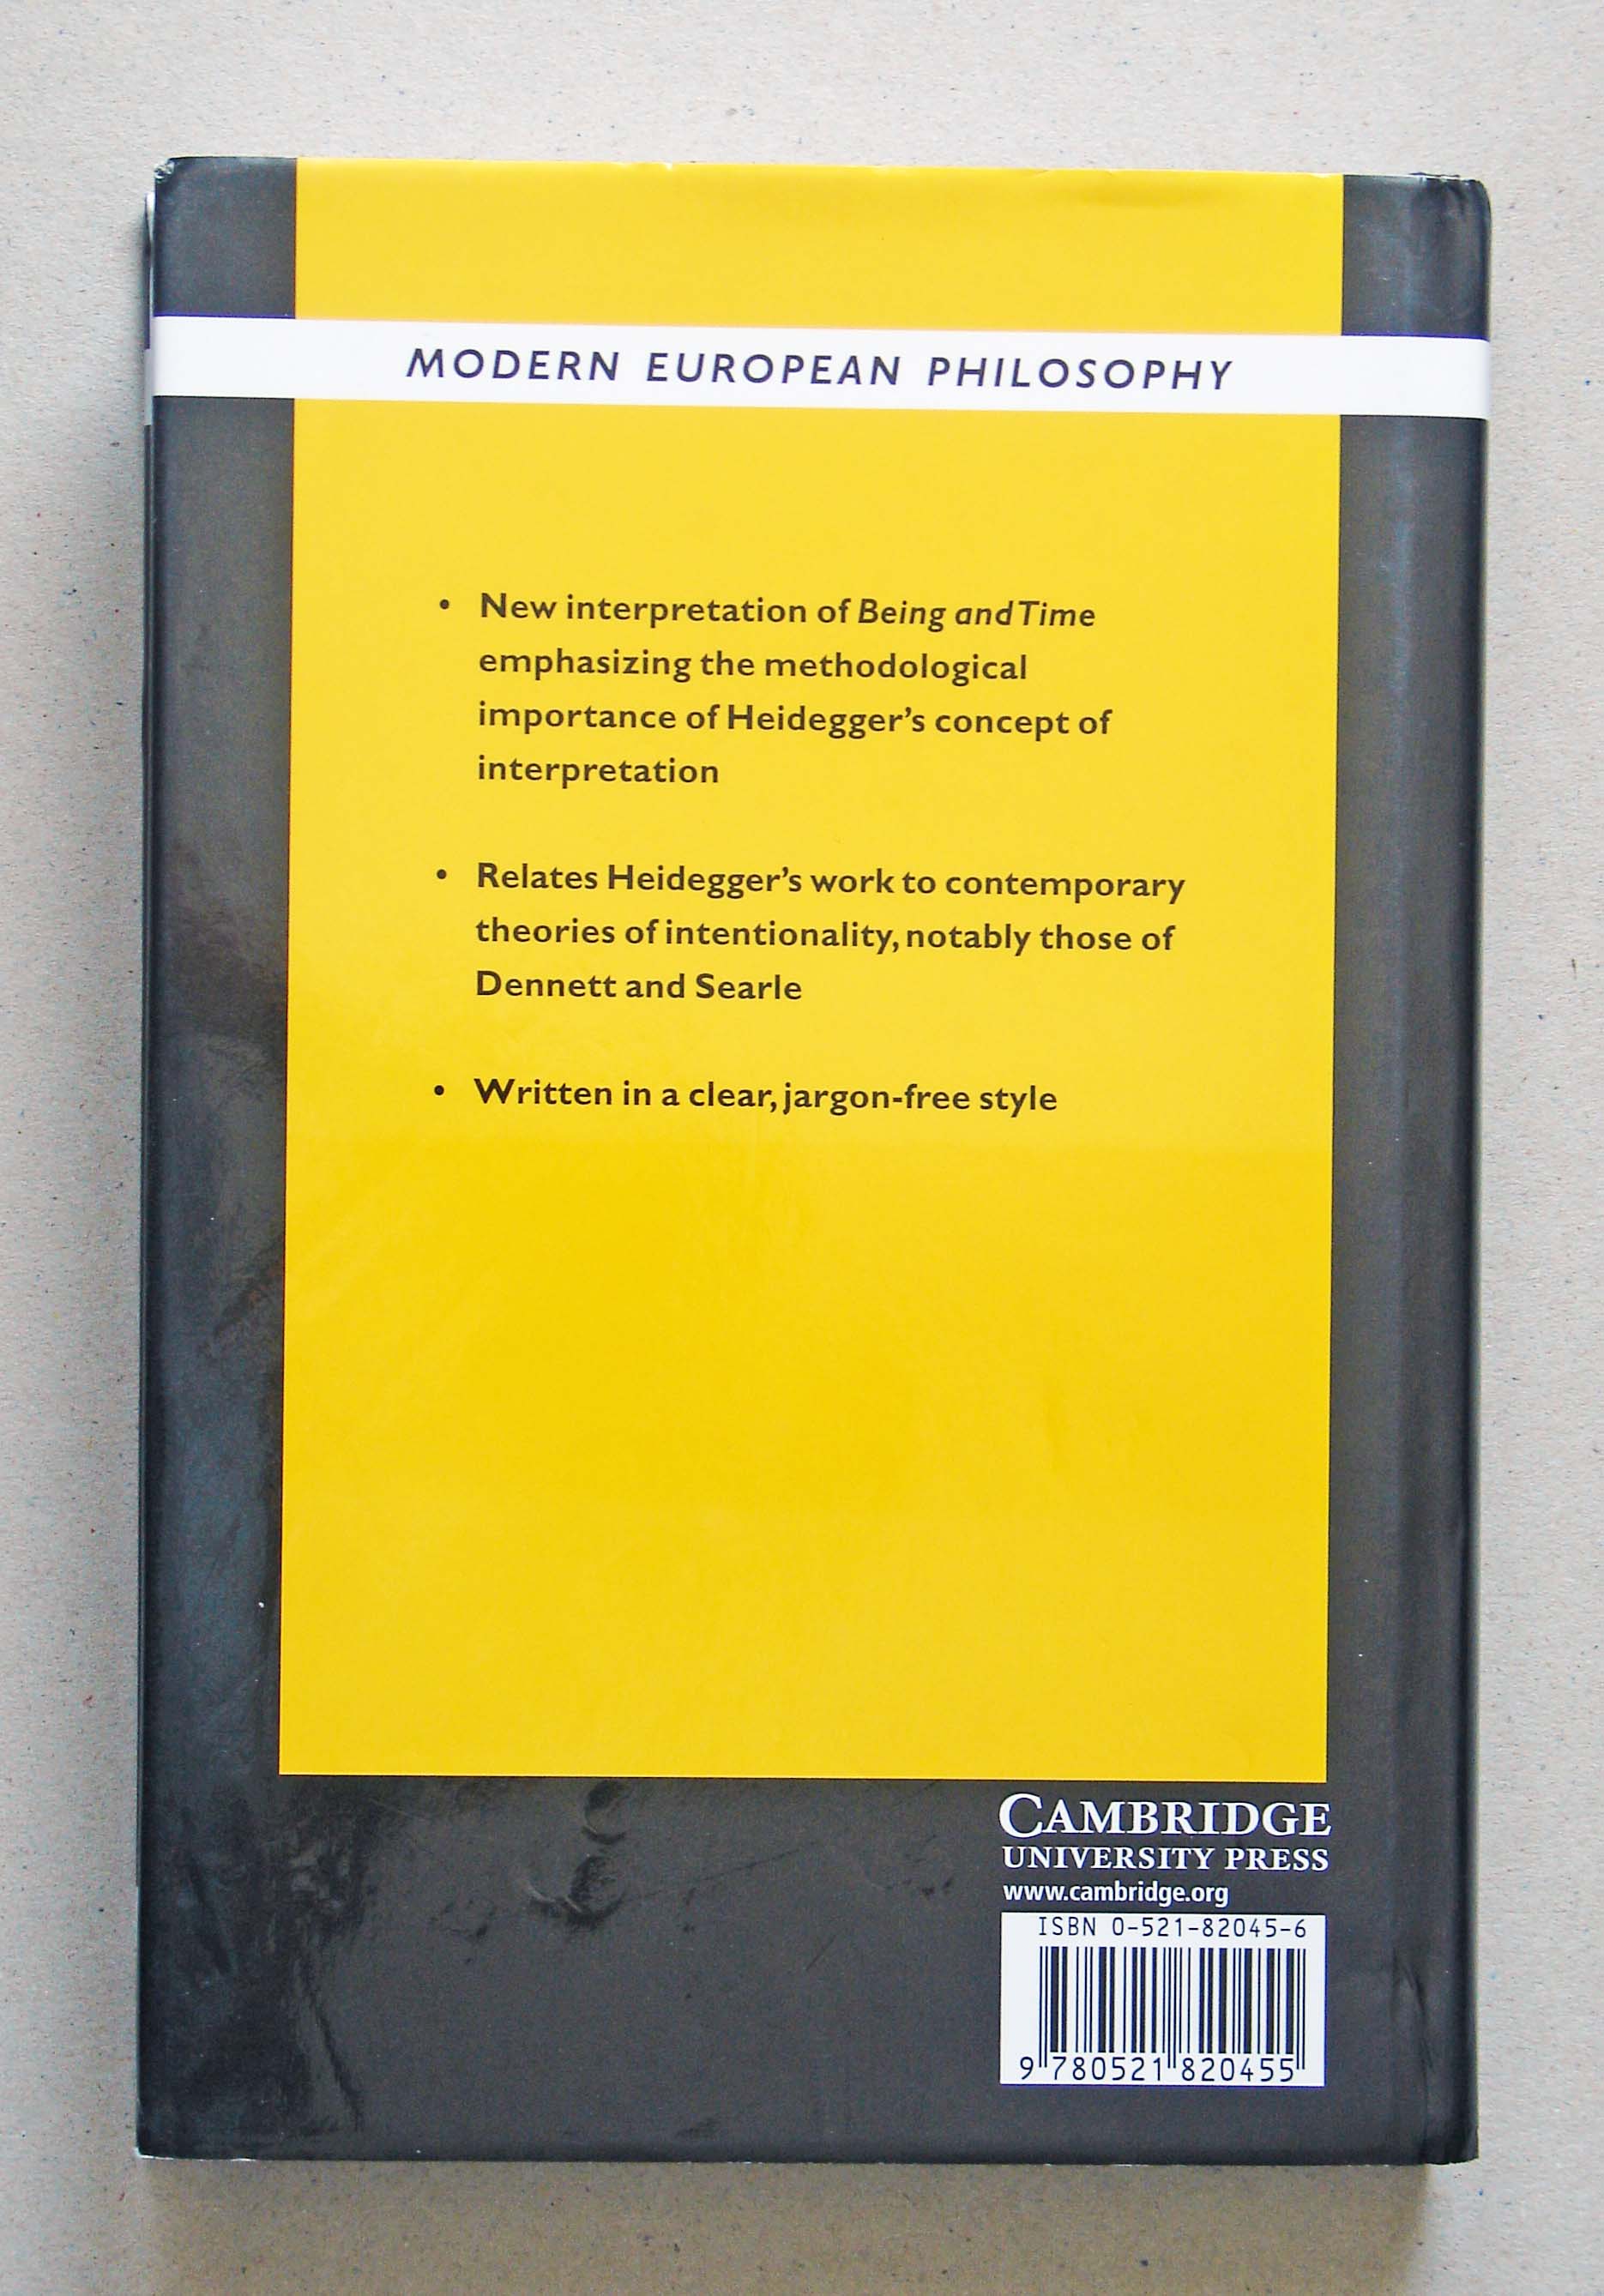 MODERN EUROPEAN PHILOSOPHY
• New interpretation of Being and Time
emphasizing the methodological
importance of Heidegger's concept of
interpretation
• Relates Heidegger's work to contemporary
theories of intentionality, notably those of
Dennett and Searle
• Written in a clear, jargon-free style
CAMBRIDGE
UNIVERSITY PRESS
www.cambridge.org
ISBN 0-521-82045-6
9 780521 820455